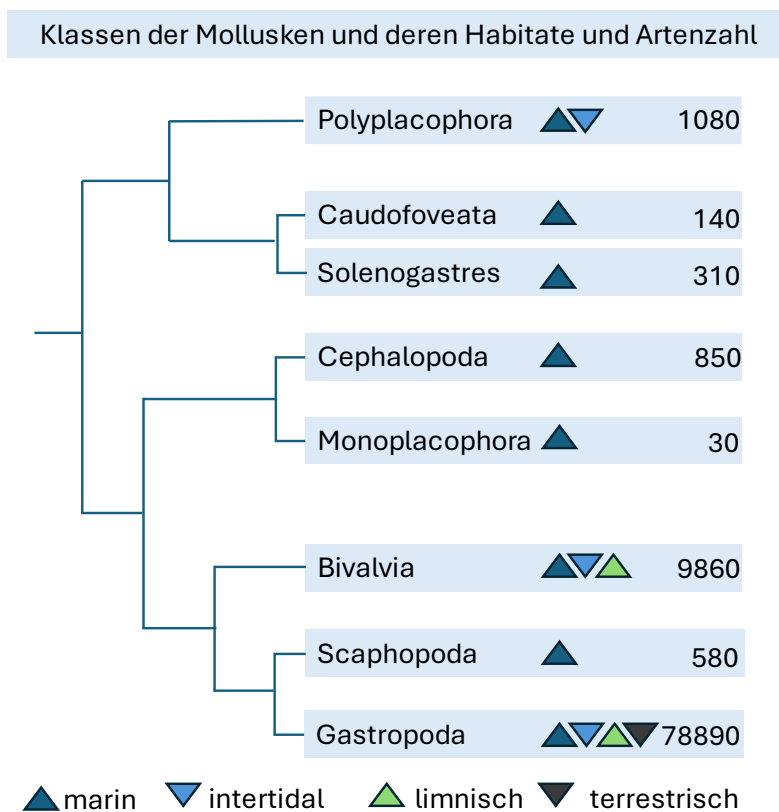 Klassen der Mollusken und deren Habitate und Artenzahl
Polyplacophora 1080
Caudofoveata 140
Solenogastres 310
Cephalopoda 850
Monoplacophora 30
Bivalvia 9860
Scaphopoda 580
Gastropoda 78890
marin intertidal limnisch terrestrisch